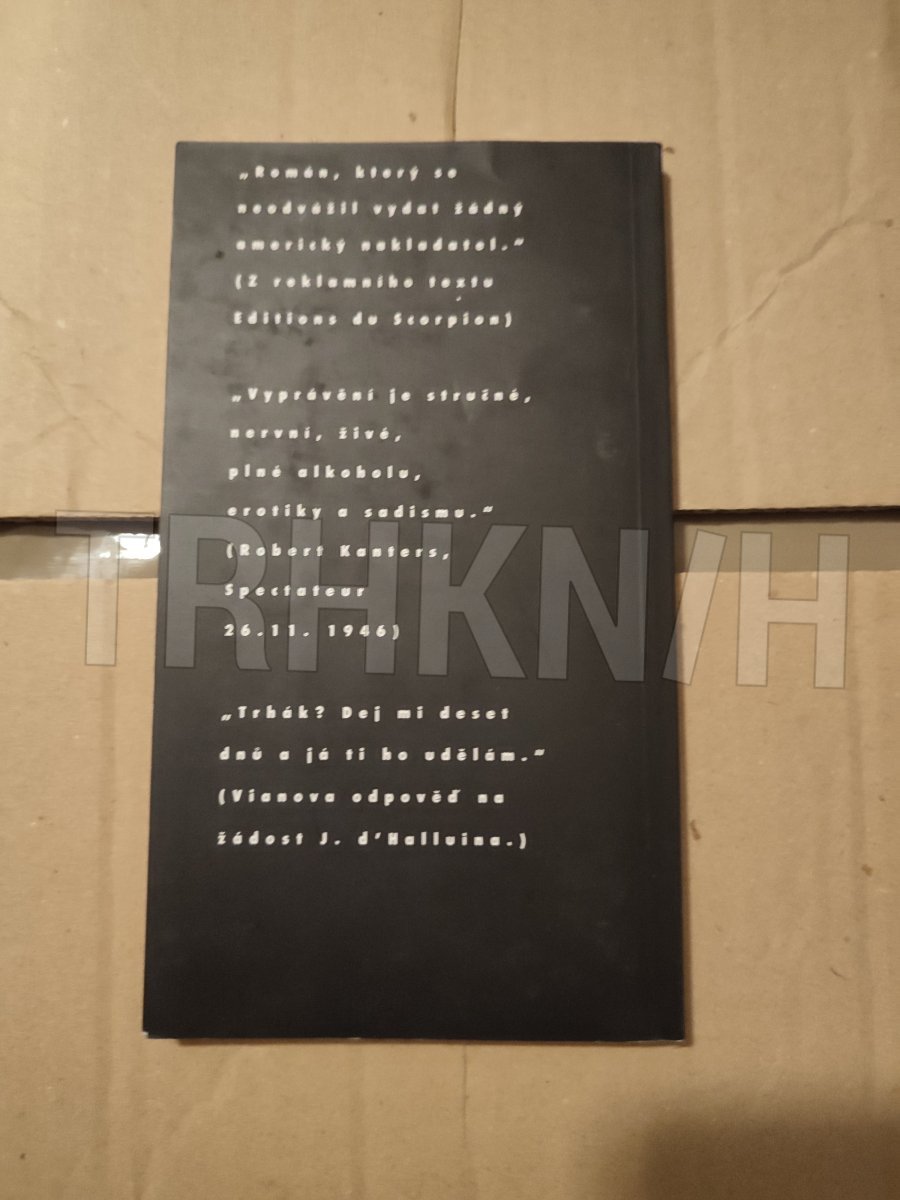 „Román, který se
neodvážil vydat žádný
americký nakladatel.“
(Z reklamního textu
Editions du Scorpion)
„Vyprávění je stručné,
nervní, živé,
plné alkoholu,
erotiky a sadismu.“
(Robert Kanters,
Spectateur
26.11. 1946)
„Trhák? Dej mi deset
dnů a já ti ho udělám.“
(Vianova odpověď na
žádost J. d'Halluina.)
TRHKNIH